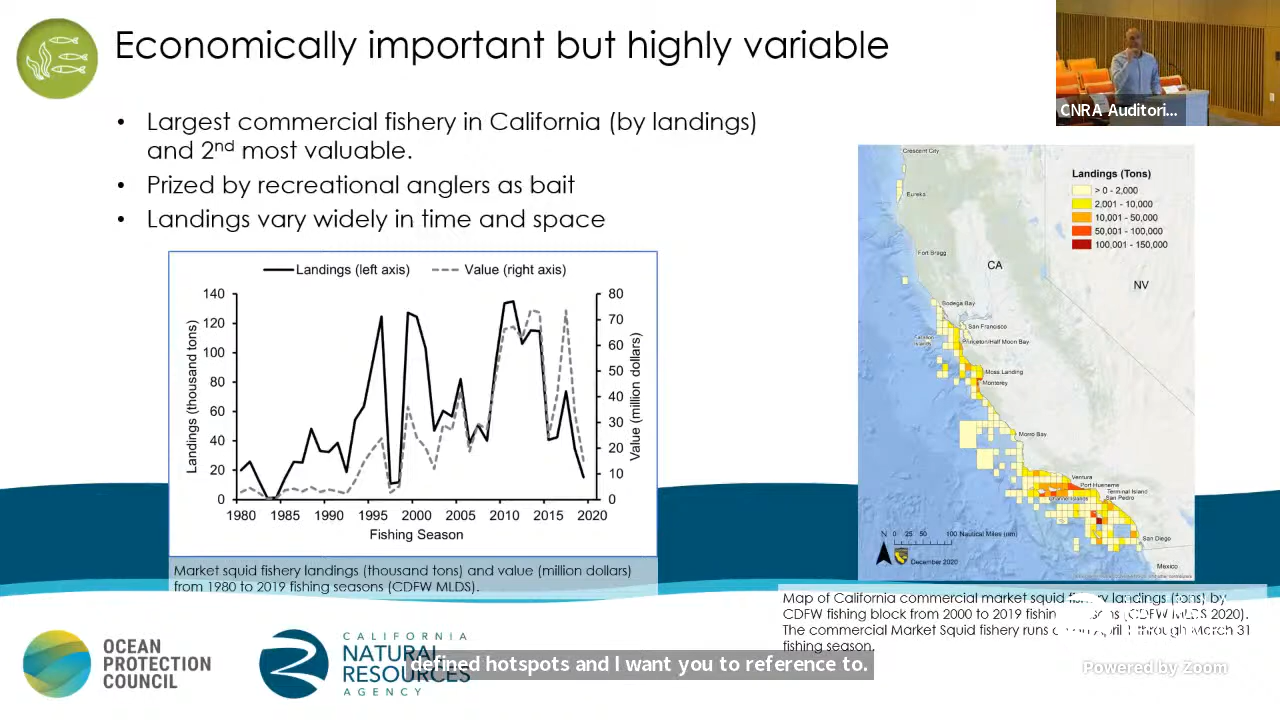 Economically important but highly variable
CNRA Auditori...
• Largest commercial fishery in California (by landings)
and 2nd most valuable.
• Prized by recreational anglers as bait
• Landings vary widely in time and space
Landings (left axis) Value (right axis)
140
120
100
80
60
40
20
0
Landings (thousand tons)
80
70
60
50
40
30
20
10
0
Value (million dollars)
1980 1985 1990 1995 2000 2005 2010 2015 2020
Fishing Season
Market squid fishery landings (thousand tons) and value (million dollars)
from 1980 to 2019 fishing seasons (CDFW MLDS).
Landings (Tons)
> 0 - 2,000
2,001 - 10,000
10,001 - 50,000
50,001 - 100,000
100,001 - 150,000
Crescent City
Eureka
Fort Bragg
CA
NV
Bodega Bay
San Francisco
Islands
Princeton/Half Moon Bay
Moss Landing
Monterey
Morro Bay
Ventura
Port Hueneme
Channel Islands
Terminal Island
San Pedro
San Diego
Mexico
N
0 25 50 100 Nautical Miles (nm)
December 2020
Map of California commercial market squid fishery landings (tons) by
CDFW fishing block from 2000 to 2019 fishing seasons (CDFW MLDS 2020).
The commercial Market Squid fishery runs April 1 through March 31
fishing season.
OCEAN
PROTECTION
COUNCIL
CALIFORNIA
NATURAL
RESOURCES
AGENCY
defined hotspots and I want you to reference to.
Powered by Zoom